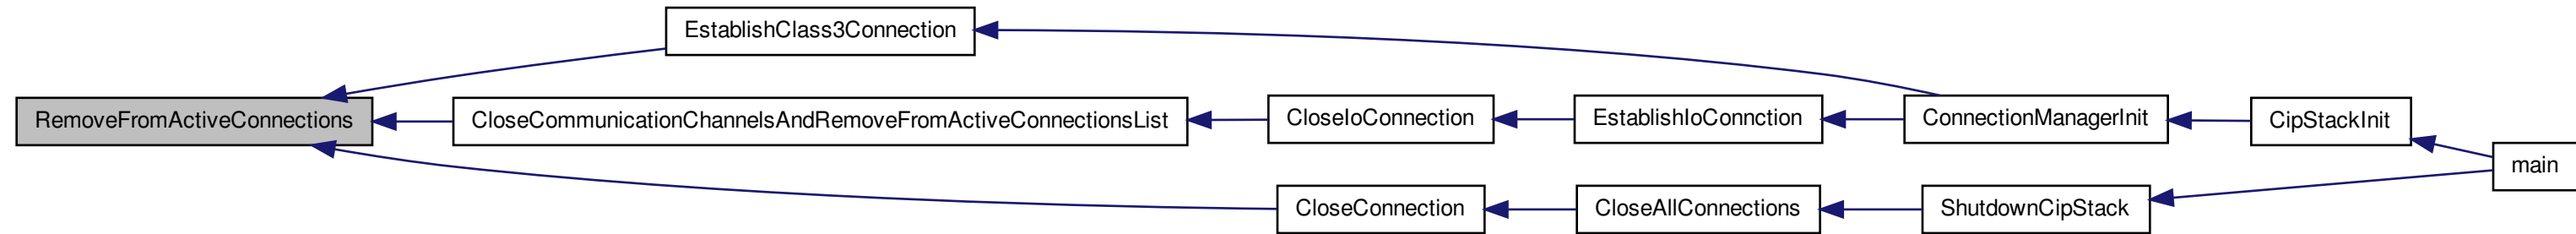 EstablishClass3Connection
RemoveFromActiveConnections
CloseCommunicationChannelsAndRemoveFromActiveConnectionsList
CloseIoConnection
EstablishIoConnction
ConnectionManagerInit
CipStackInit
main
CloseConnection
CloseAllConnections
ShutdownCipStack